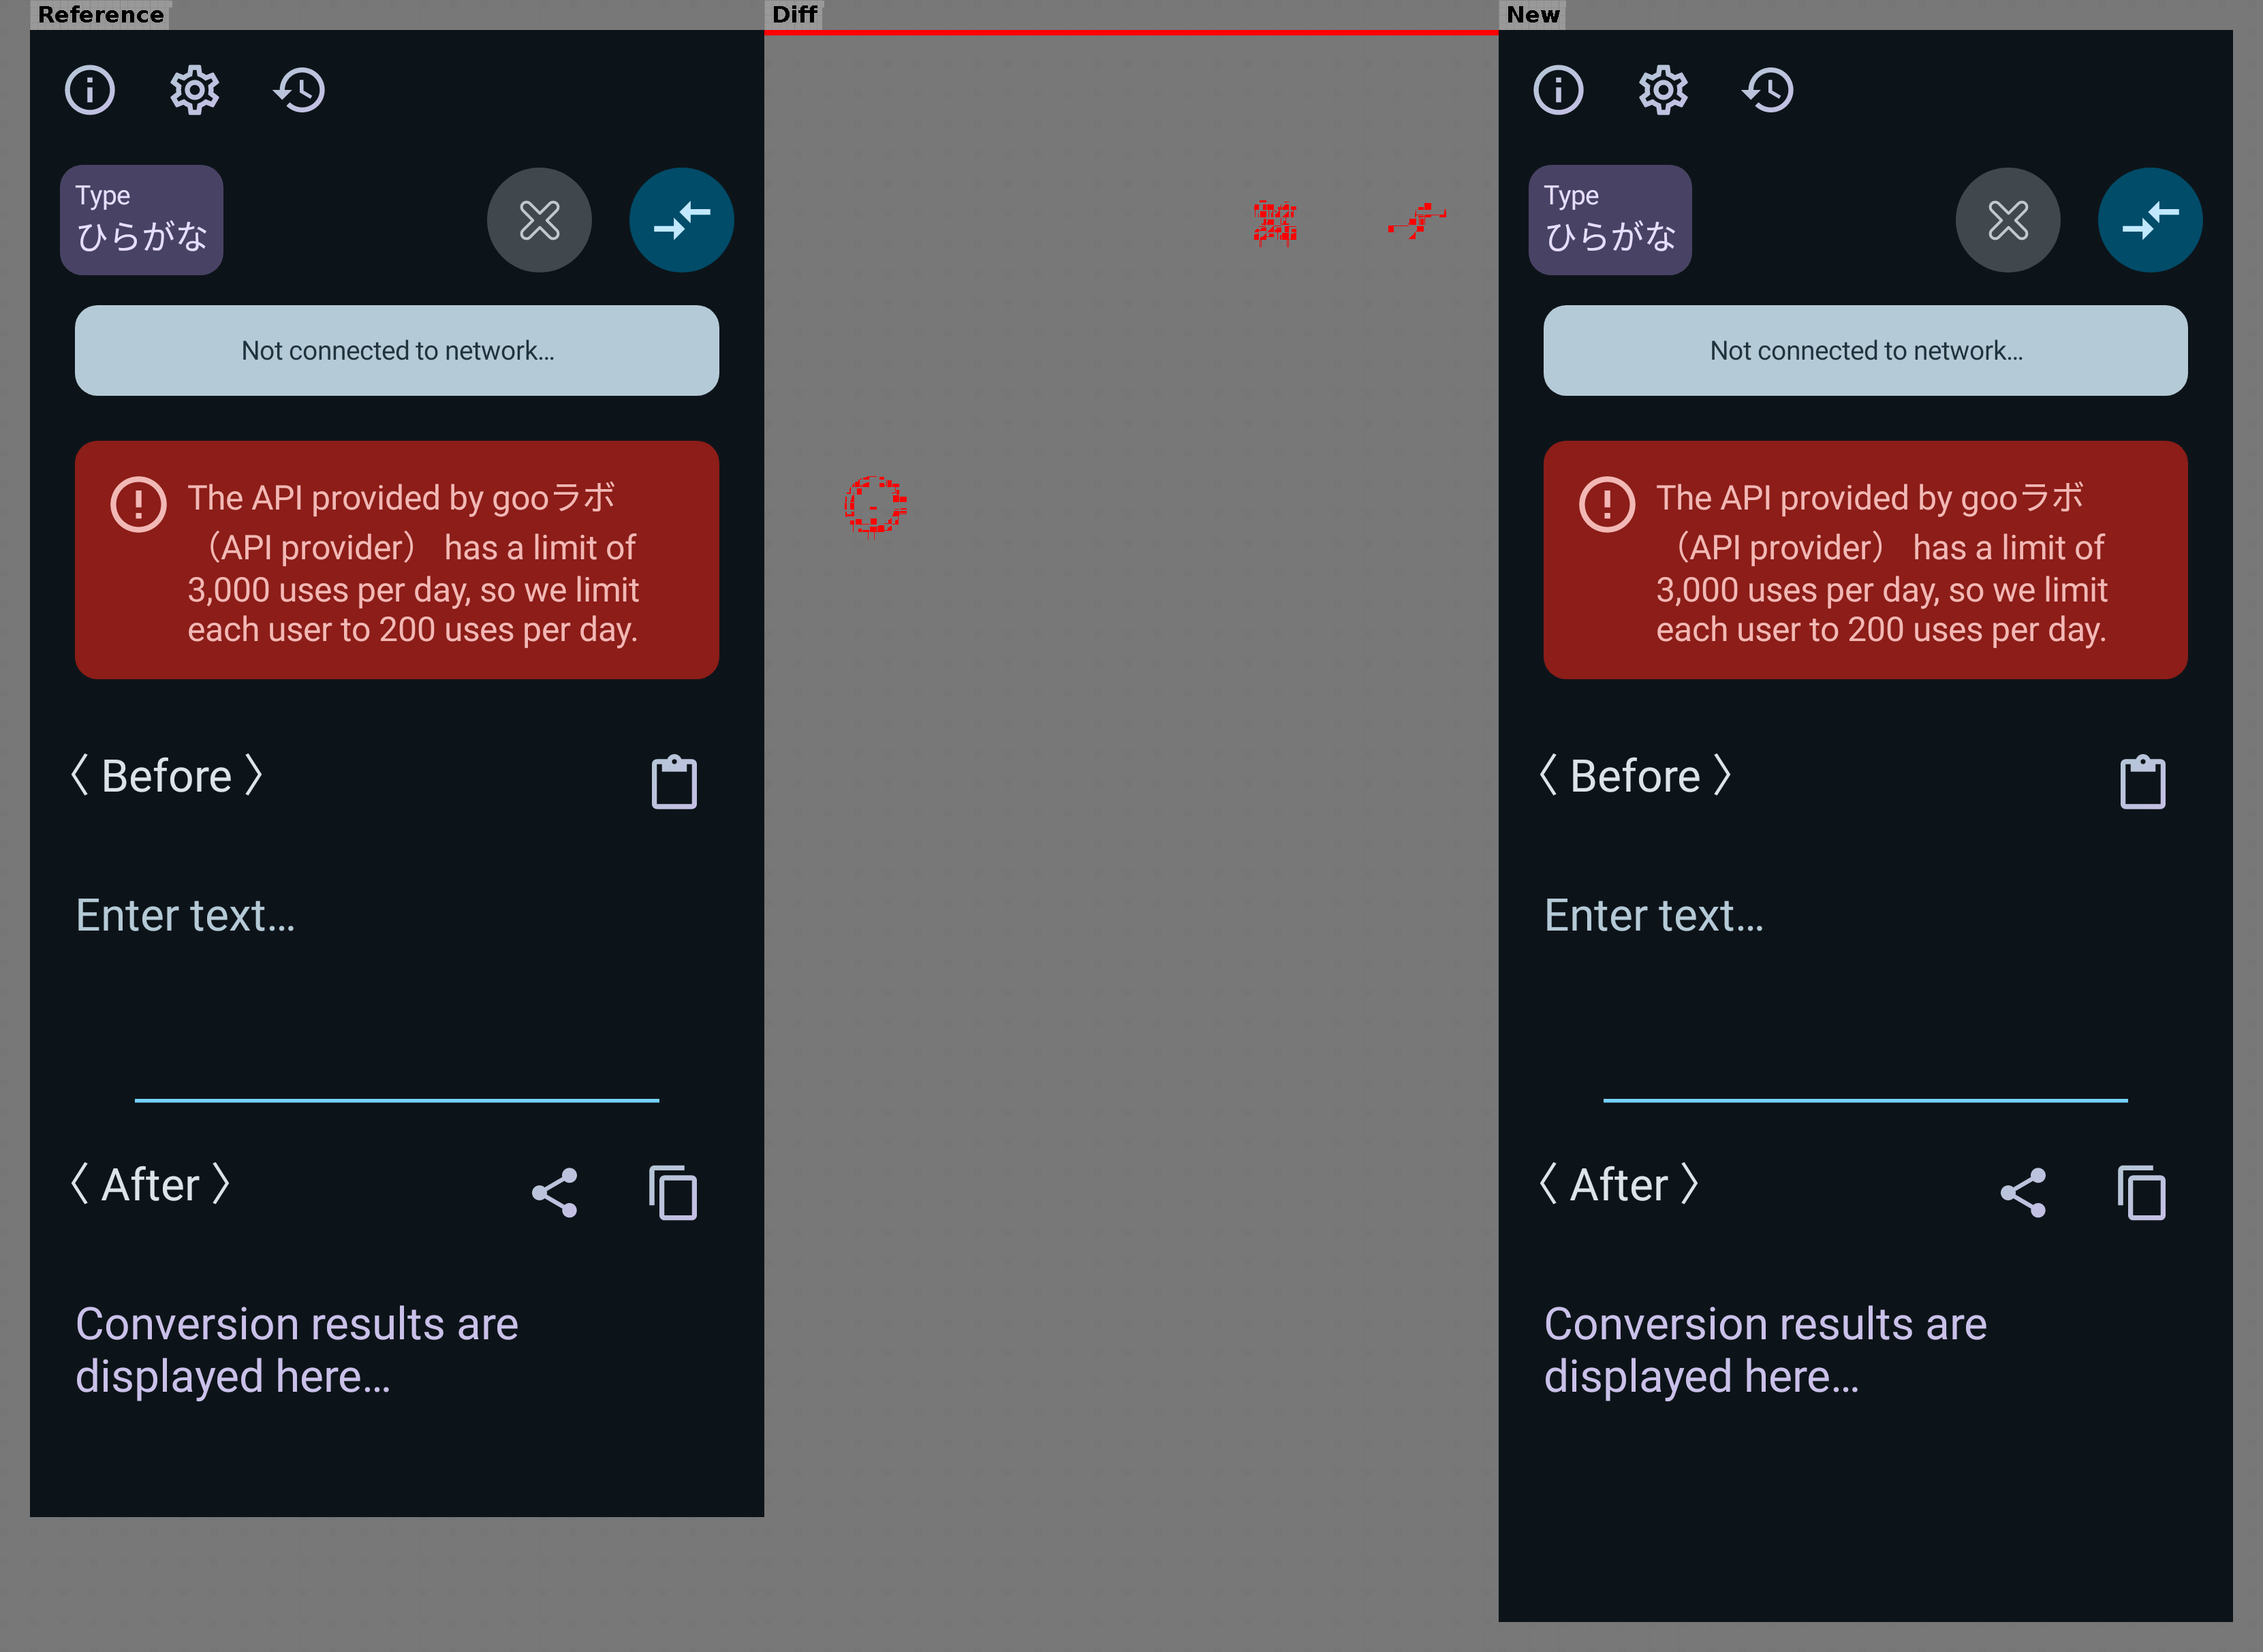 Reference
Diff
New
Type
ひらがな
Not connected to network…
The API provided by gooラボ
（API provider） has a limit of
3,000 uses per day, so we limit
each user to 200 uses per day.
〈 Before 〉
Enter text…
〈 After 〉
Conversion results are
displayed here…
Type
ひらがな
Not connected to network…
The API provided by gooラボ
（API provider） has a limit of
3,000 uses per day, so we limit
each user to 200 uses per day.
〈 Before 〉
Enter text…
〈 After 〉
Conversion results are
displayed here…